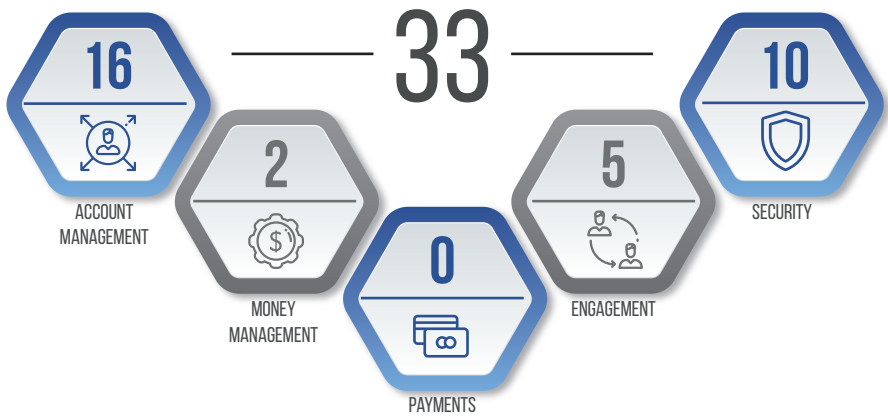 33
16
ACCOUNT
MANAGEMENT
2
$
MONEY
MANAGEMENT
0
PAYMENTS
5
ENGAGEMENT
10
SECURITY